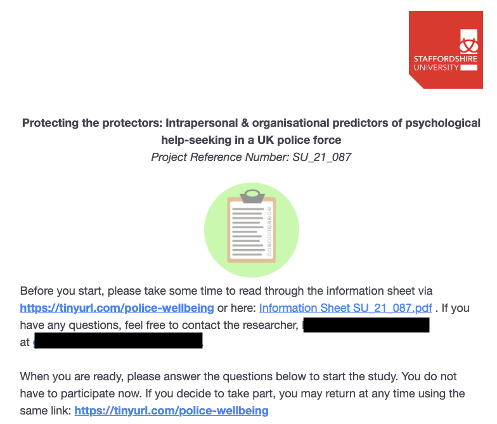 STAFFORDSHIRE
UNIVERSITY
Protecting the protectors: Intrapersonal & organisational predictors of psychological
help-seeking in a UK police force
Project Reference Number: SU_21_087
Before you start, please take some time to read through the information sheet via
https://tinyurl.com/police-wellbeing or here: Information Sheet SU_21_087.pdf . If you
have any questions, feel free to contact the researcher,
at
When you are ready, please answer the questions below to start the study. You do not
have to participate now. If you decide to take part, you may return at any time using the
same link: https://tinyurl.com/police-wellbeing